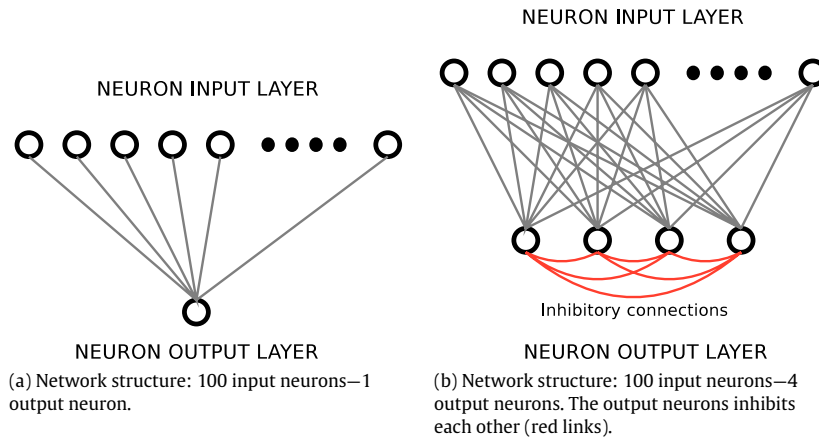 NEURON INPUT LAYER
NEURON OUTPUT LAYER
(a) Network structure: 100 input neurons—1
output neuron.
NEURON INPUT LAYER
Inhibitory connections
NEURON OUTPUT LAYER
(b) Network structure: 100 input neurons—4
output neurons. The output neurons inhibits
each other (red links).